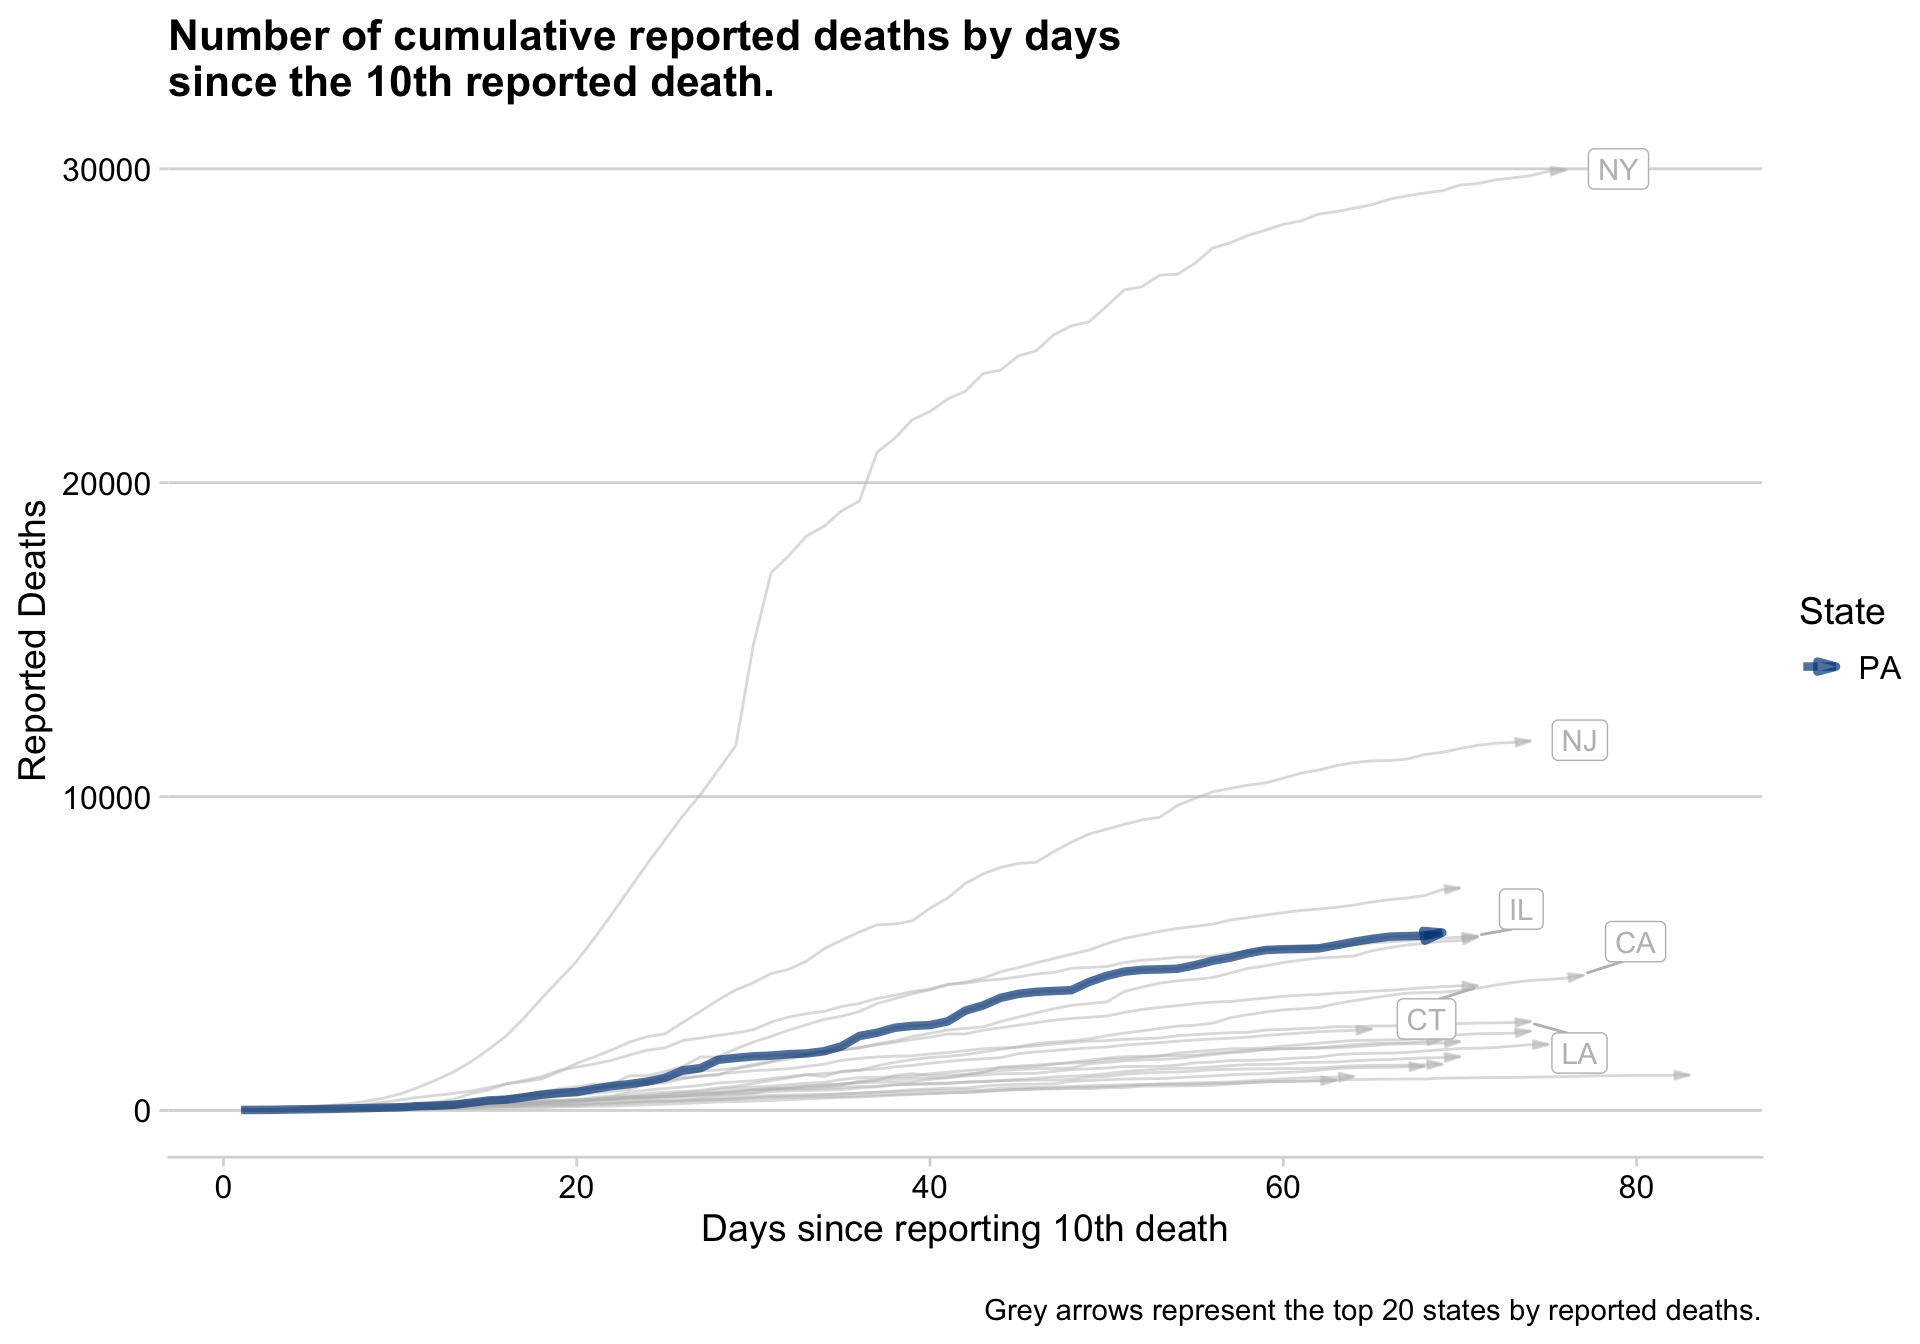 Number of cumulative reported deaths by days
since the 10th reported death.
30000
20000
10000
0
Reported Deaths
NY
NJ
IL
CA
CT
LA
State
PA
0 20 40 60 80
Days since reporting 10th death
Grey arrows represent the top 20 states by reported deaths.